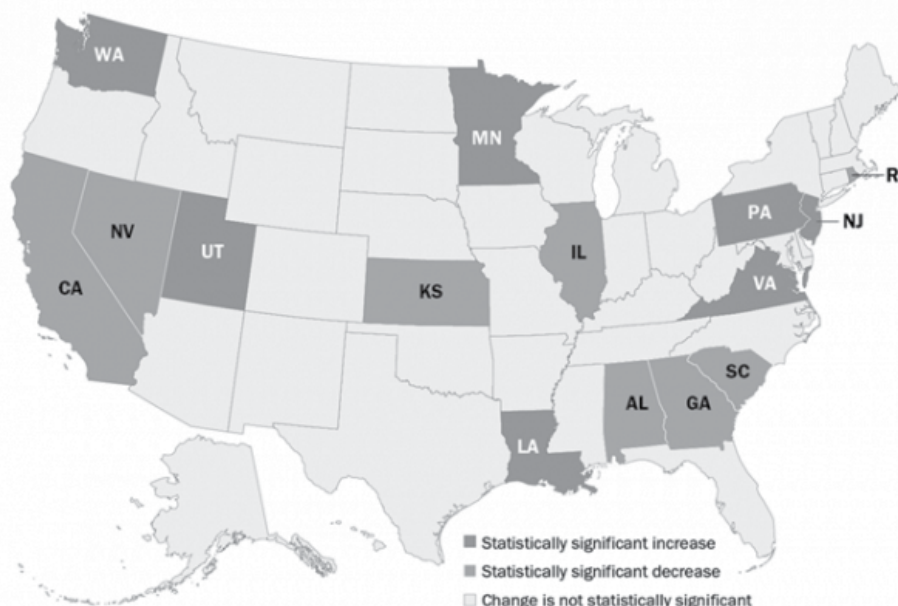 WA
MN
R
PA
NJ
NV
UT
IL
CA
KS
VA
SC
AL
GA
LA
Statistically significant increase
Statistically significant decrease
Change is not statistically significant